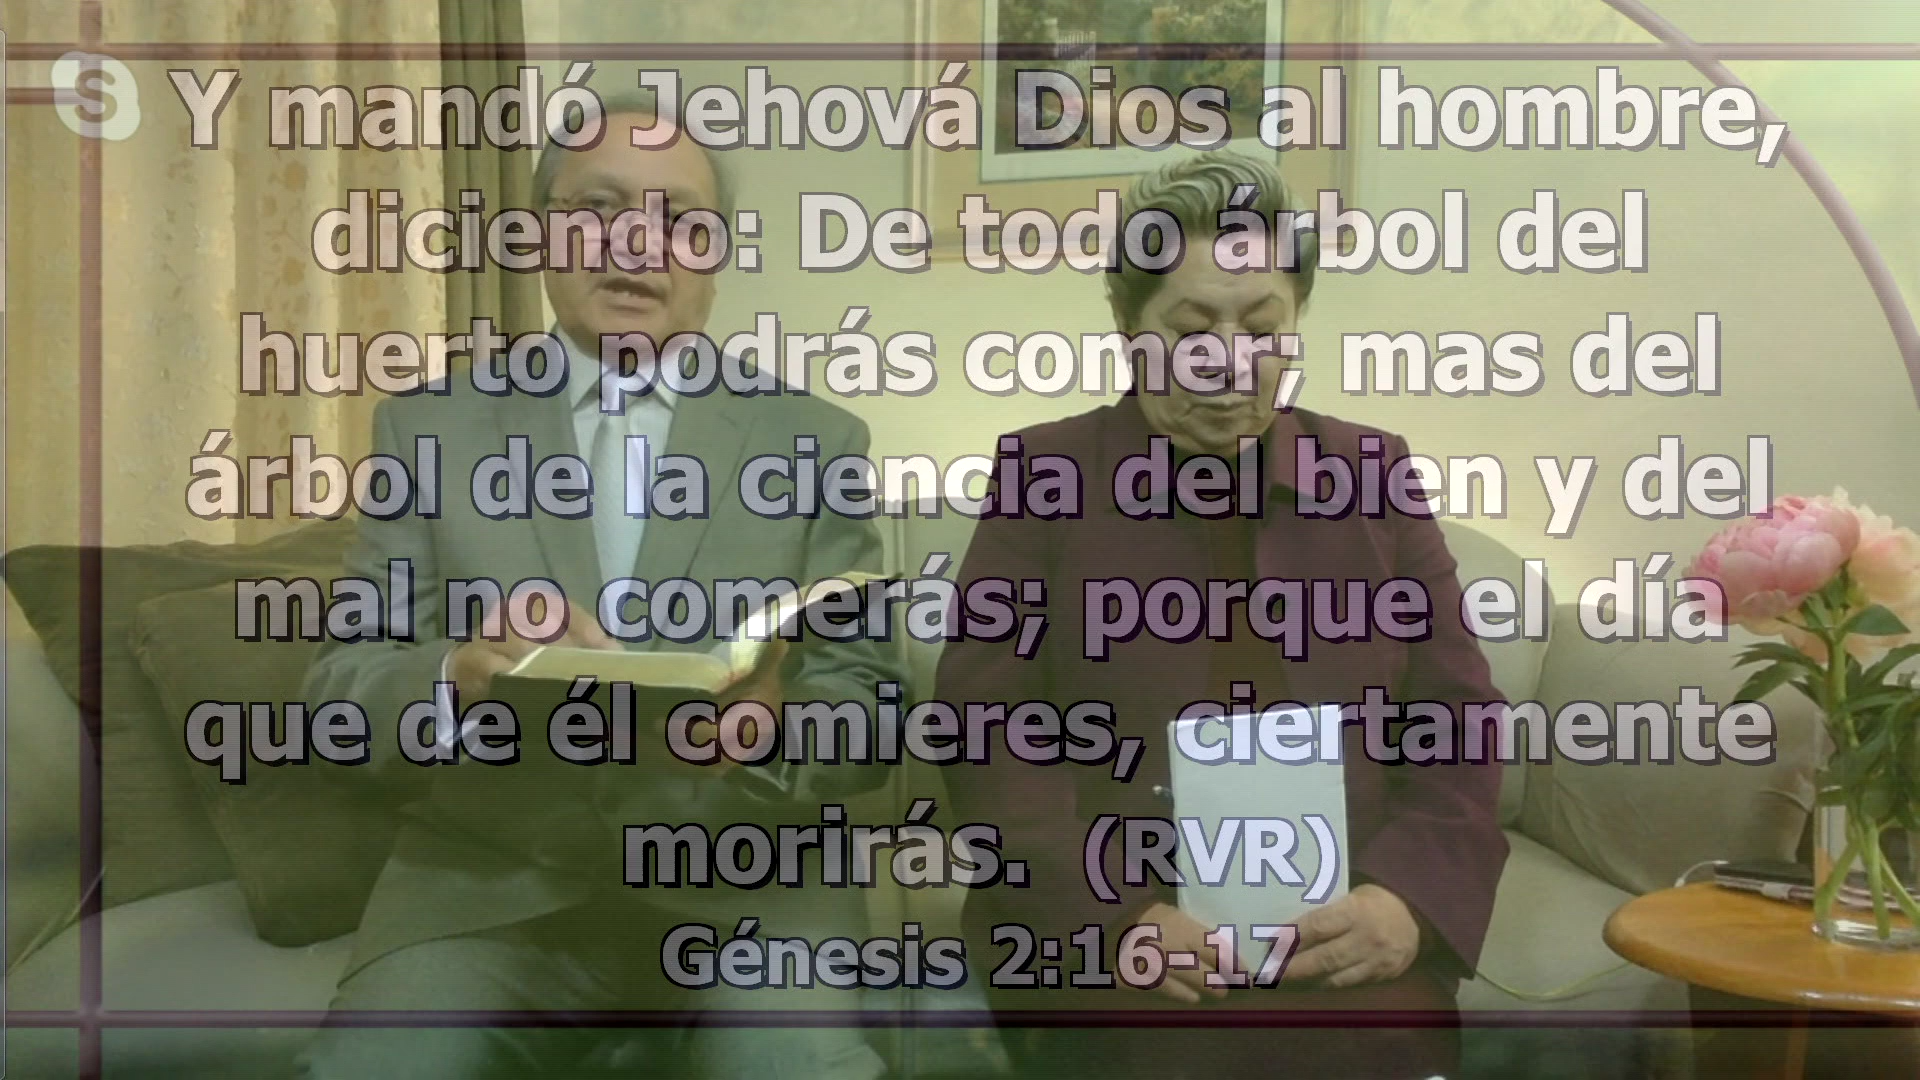 Y mandó Jehová Dios al hombre,
diciendo: De todo árbol del
huerto podrás comer; mas del
árbol de la ciencia del bien y del
mal no comerás; porque el día
que de él comieres, ciertamente
morirás. (RVR)
Génesis 2:16-17
S